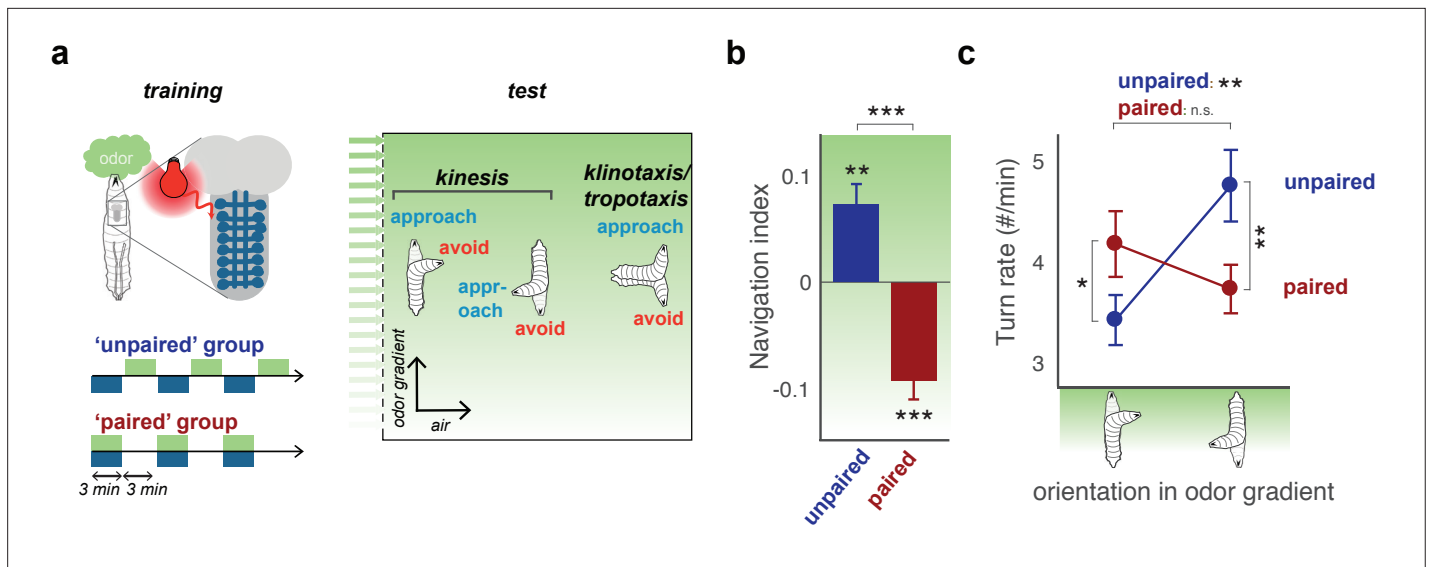 a
training
test
odor
kinesis
klinotaxis/
tropotaxis
approach
avoid
appr-
oach
avoid
approach
avoid
odor gradient
air
'unpaired' group
'paired' group
3 min
3 min
b
***
Navigation index
0.1
0
-0.1
**
***
unpaired
paired
c
unpaired: **
paired: n.s.
Turn rate (#/min)
5
4
3
*
**
unpaired
paired
orientation in odor gradient